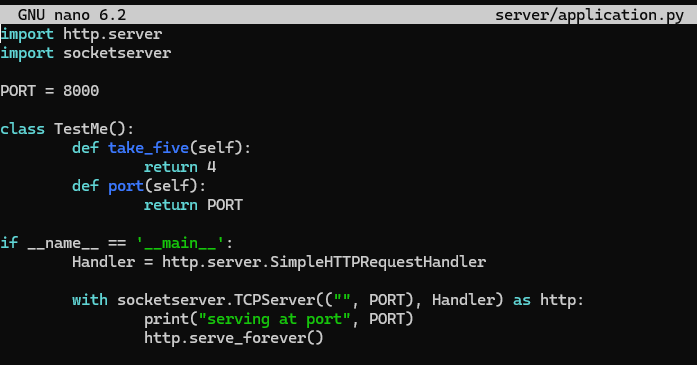 GNU nano 6.2 server/application.py
import http.server
import socketserver

PORT = 8000

class TestMe():
        def take_five(self):
                return 4
        def port(self):
                return PORT

if __name__ == '__main__':
        Handler = http.server.SimpleHTTPRequestHandler

        with socketserver.TCPServer(("", PORT), Handler) as http:
                print("serving at port", PORT)
                http.serve_forever()